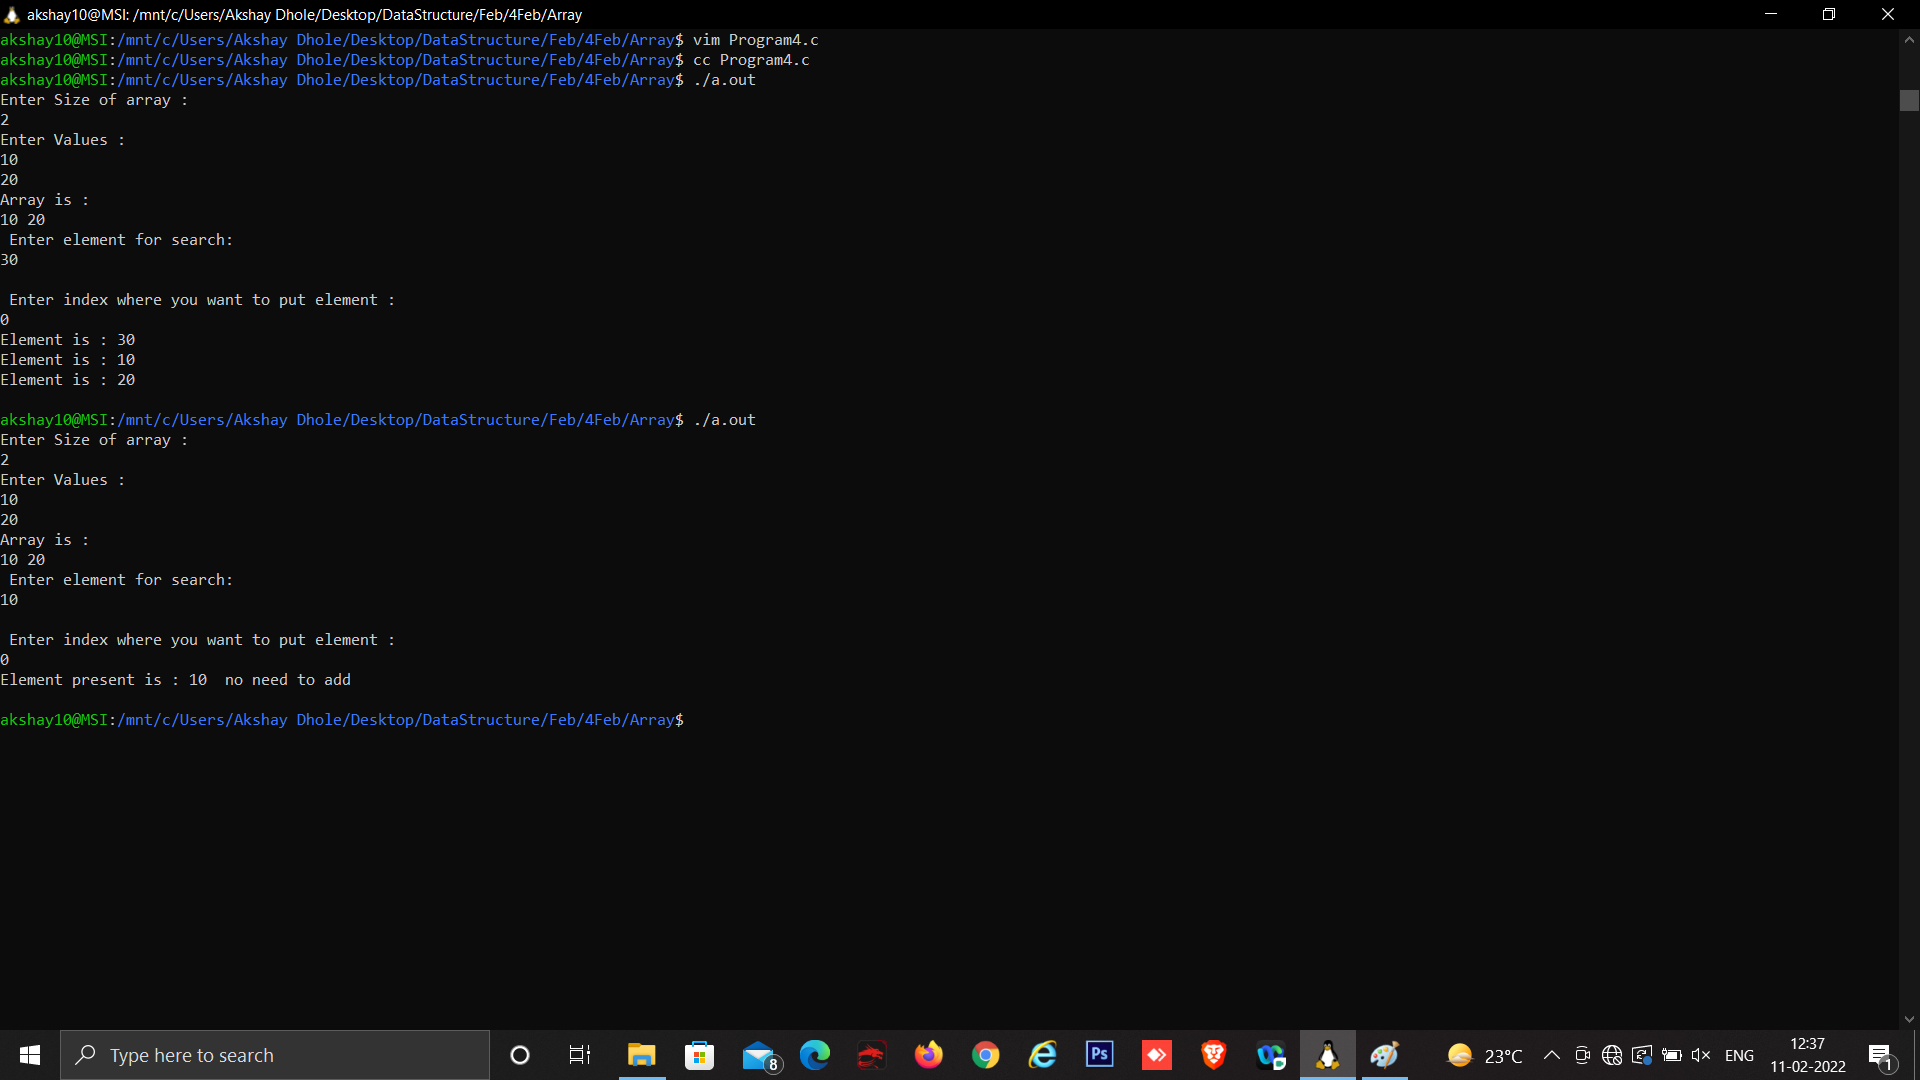 akshay10@MSI: /mnt/c/Users/Akshay Dhole/Desktop/DataStructure/Feb/4Feb/Array
akshay10@MSI:/mnt/c/Users/Akshay Dhole/Desktop/DataStructure/Feb/4Feb/Array$ vim Program4.c
akshay10@MSI:/mnt/c/Users/Akshay Dhole/Desktop/DataStructure/Feb/4Feb/Array$ cc Program4.c
akshay10@MSI:/mnt/c/Users/Akshay Dhole/Desktop/DataStructure/Feb/4Feb/Array$ ./a.out
Enter Size of array :
2
Enter Values :
10
20
Array is :
10 20
 Enter element for search:
30
 Enter index where you want to put element :
0
Element is : 30
Element is : 10
Element is : 20
akshay10@MSI:/mnt/c/Users/Akshay Dhole/Desktop/DataStructure/Feb/4Feb/Array$ ./a.out
Enter Size of array :
2
Enter Values :
10
20
Array is :
10 20
 Enter element for search:
10
 Enter index where you want to put element :
0
Element present is : 10  no need to add
akshay10@MSI:/mnt/c/Users/Akshay Dhole/Desktop/DataStructure/Feb/4Feb/Array$
Type here to search
8
Ps
23°C
ENG
12:37
11-02-2022
1